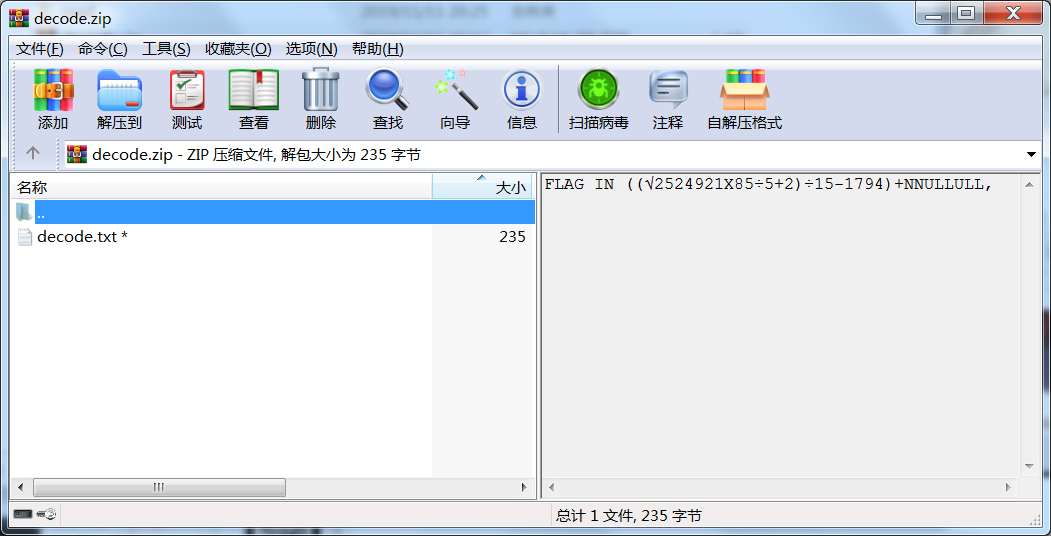 decode.zip
文件(F) 命令(C) 工具(S) 收藏夹(O) 选项(N) 帮助(H)
添加 解压到 测试 查看 删除 查找 向导 信息 扫描病毒 注释 自解压格式
decode.zip - ZIP 压缩文件, 解包大小为 235 字节
名称 大小
..
decode.txt * 235
FLAG IN ((√2524921X85÷5+2)÷15-1794)+NNULLULL,
总计 1 文件, 235 字节